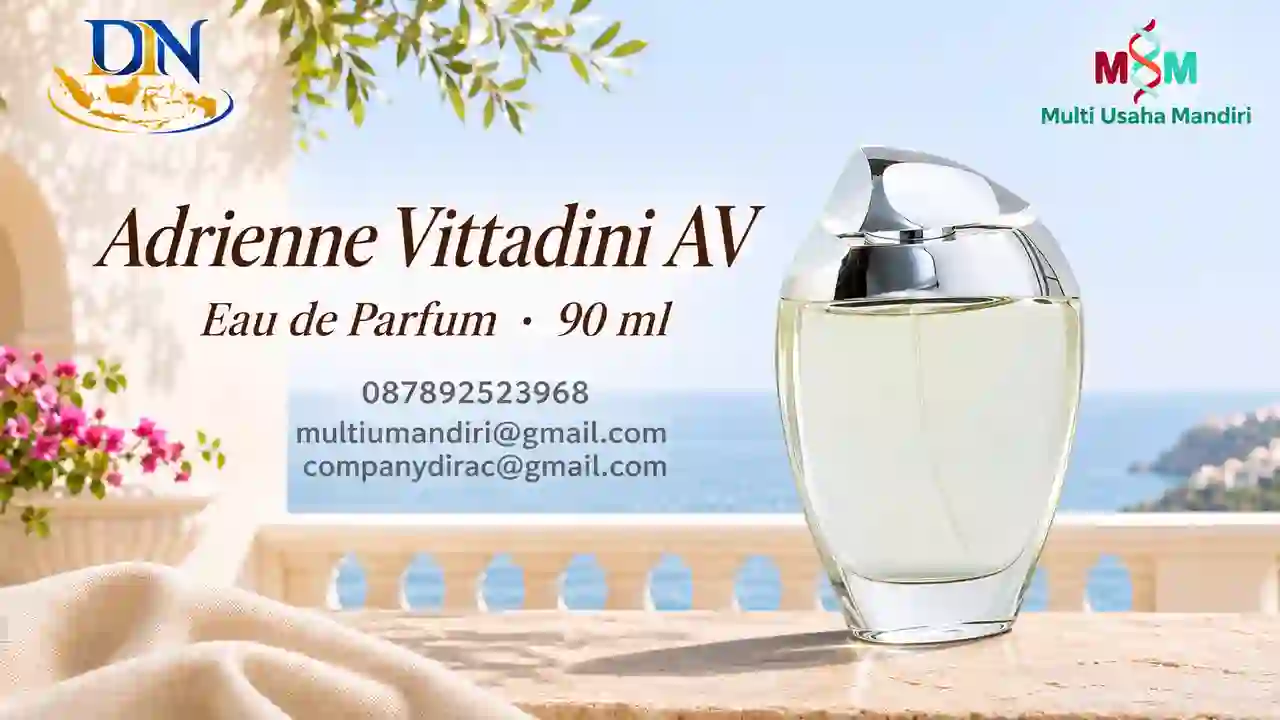 DN
MSM
Multi Usaha Mandiri
Adrienne Vittadini AV
Eau de Parfum · 90 ml
087892523968
multiumandiri@gmail.com
companydirac@gmail.com